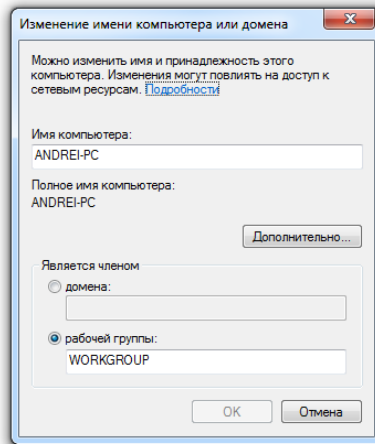 Изменение имени компьютера или домена
Можно изменить имя и принадлежность этого
компьютера. Изменения могут повлиять на доступ к
сетевым ресурсам. Подробности
Имя компьютера:
ANDREI-PC
Полное имя компьютера:
ANDREI-PC
Дополнительно...
Является членом
домена:
рабочей группы:
WORKGROUP
OK
Отмена